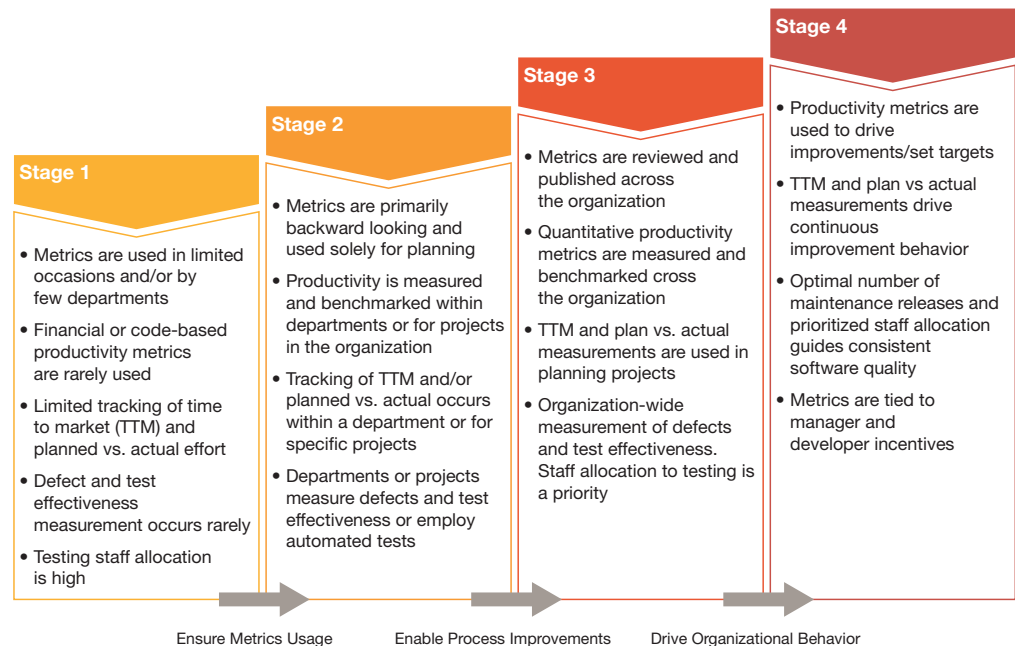 Stage 1
• Metrics are used in limited
occasions and/or by
few departments
• Financial or code-based
productivity metrics
are rarely used
• Limited tracking of time
to market (TTM) and
planned vs. actual effort
• Defect and test
effectiveness
measurement occurs rarely
• Testing staff allocation
is high
Stage 2
• Metrics are primarily
backward looking and
used solely for planning
• Productivity is measured
and benchmarked within
departments or for projects
in the organization
• Tracking of TTM and/or
planned vs. actual occurs
within a department or for
specific projects
• Departments or projects
measure defects and test
effectiveness or employ
automated tests
Stage 3
• Metrics are reviewed and
published across
the organization
• Quantitative productivity
metrics are measured and
benchmarked cross
the organization
• TTM and plan vs. actual
measurements are used in
planning projects
• Organization-wide
measurement of defects
and test effectiveness.
Staff allocation to testing is
a priority
Stage 4
• Productivity metrics are
used to drive
improvements/set targets
• TTM and plan vs actual
measurements drive
continuous
improvement behavior
• Optimal number of
maintenance releases and
prioritized staff allocation
guides consistent
software quality
• Metrics are tied to
manager and
developer incentives
Ensure Metrics Usage
Enable Process Improvements
Drive Organizational Behavior